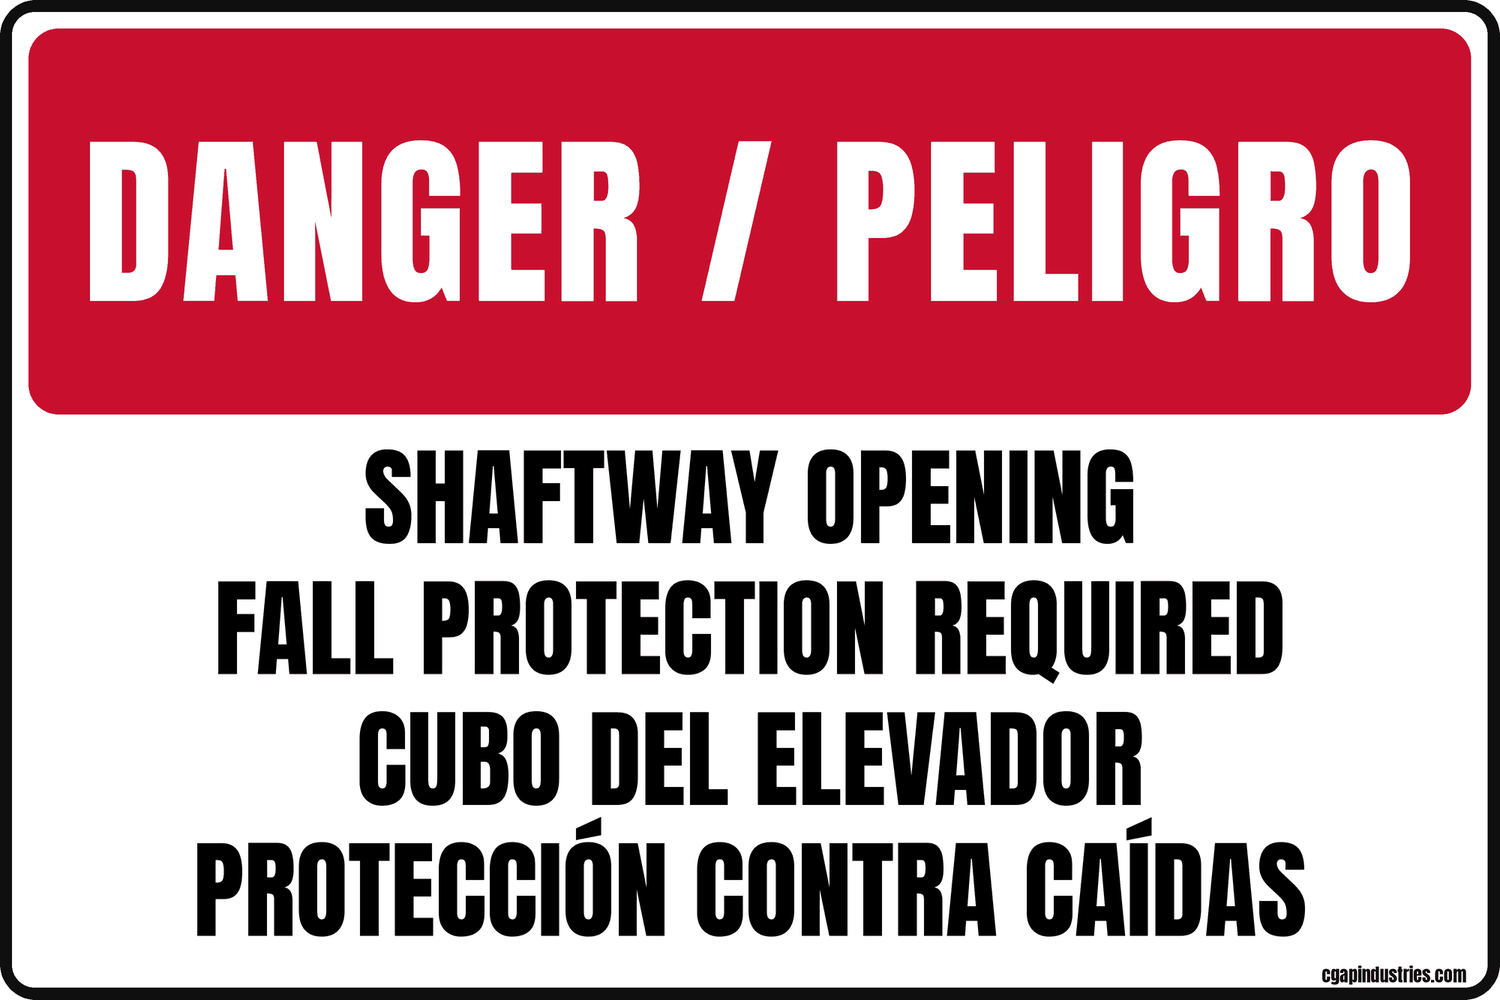 DANGER / PELIGRO
SHAFTWAY OPENING
FALL PROTECTION REQUIRED
CUBO DEL ELEVADOR
PROTECCIÓN CONTRA CAÍDAS
cgapindustries.com